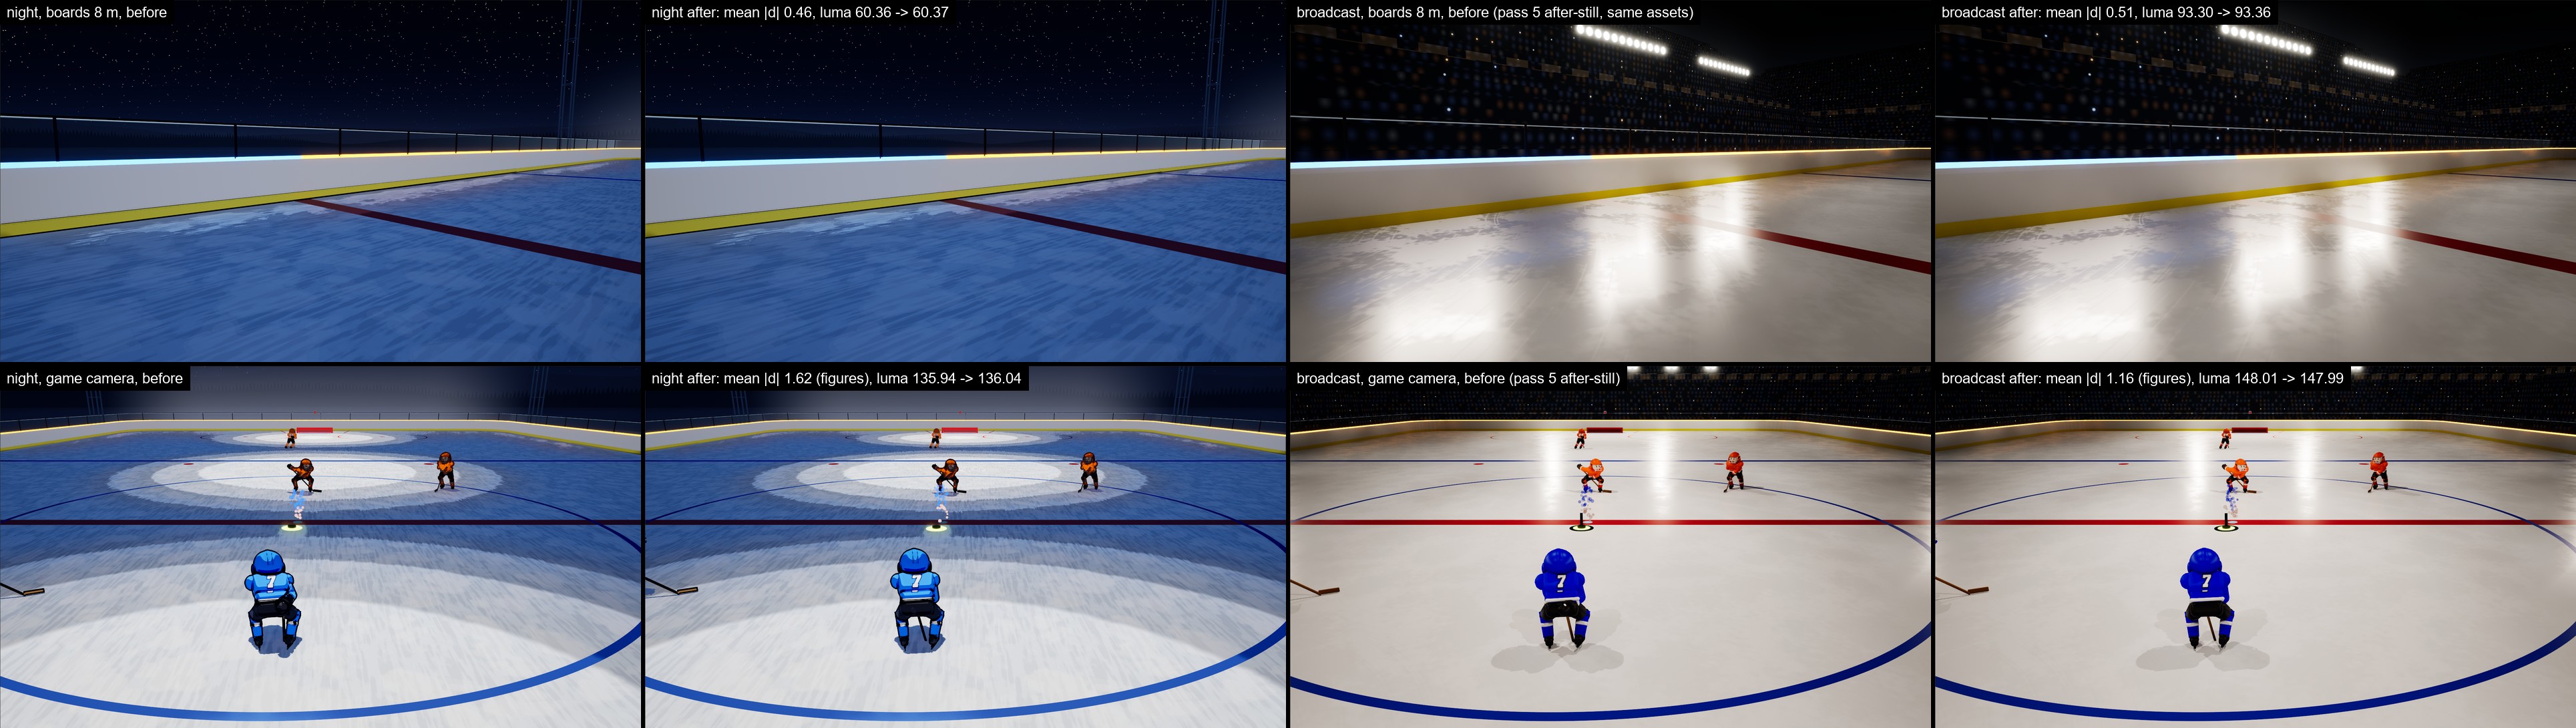 night, boards 8 m, before
night after: mean |d| 0.46, luma 60.36 -> 60.37
broadcast, boards 8 m, before (pass 5 after-still, same assets)
broadcast after: mean |d| 0.51, luma 93.30 -> 93.36
night, game camera, before
night after: mean |d| 1.62 (figures), luma 135.94 -> 136.04
broadcast, game camera, before (pass 5 after-still)
broadcast after: mean |d| 1.16 (figures), luma 148.01 -> 147.99
7
7
7
7